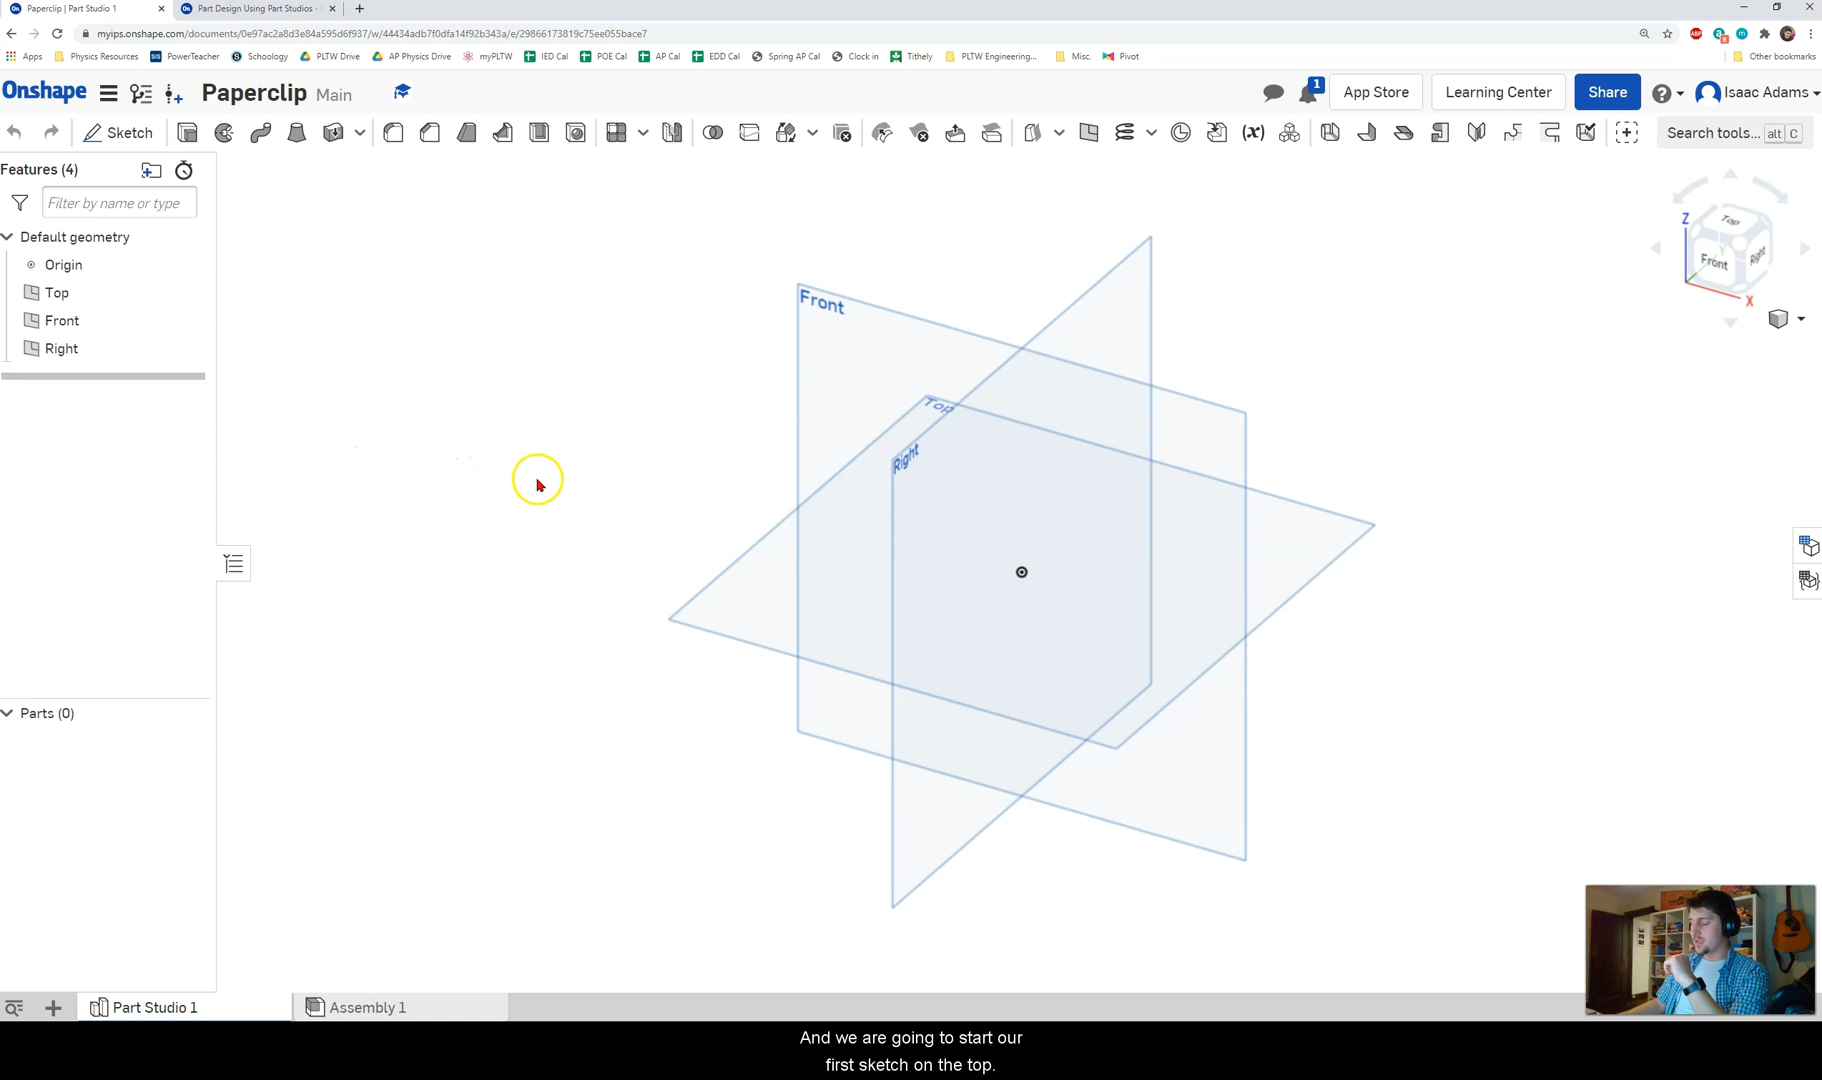 Paperclip | Part Studio 1
Part Design Using Part Studios -
myips.onshape.com/documents/0e97ac2a8d3e84a595d6f937/w/44434adb7f0dfa14f92b343a/e/29866173819c75ee055bace7
Apps Physics Resources PowerTeacher Schoology PLTW Drive AP Physics Drive myPLTW IED Cal POE Cal AP Cal EDD Cal Spring AP Cal Clock in Tithely PLTW Engineering... Misc. Pivot Other bookmarks
Onshape Paperclip Main 1 App Store Learning Center Share Isaac Adams
Sketch (x) Search tools... alt C
Features (4)
Filter by name or type
Default geometry
Origin
Top
Front
Right
Front
Top
Right
Z
Top
Front
Right
Y
X
Parts (0)
Part Studio 1
Assembly 1
And we are going to start our
first sketch on the top.